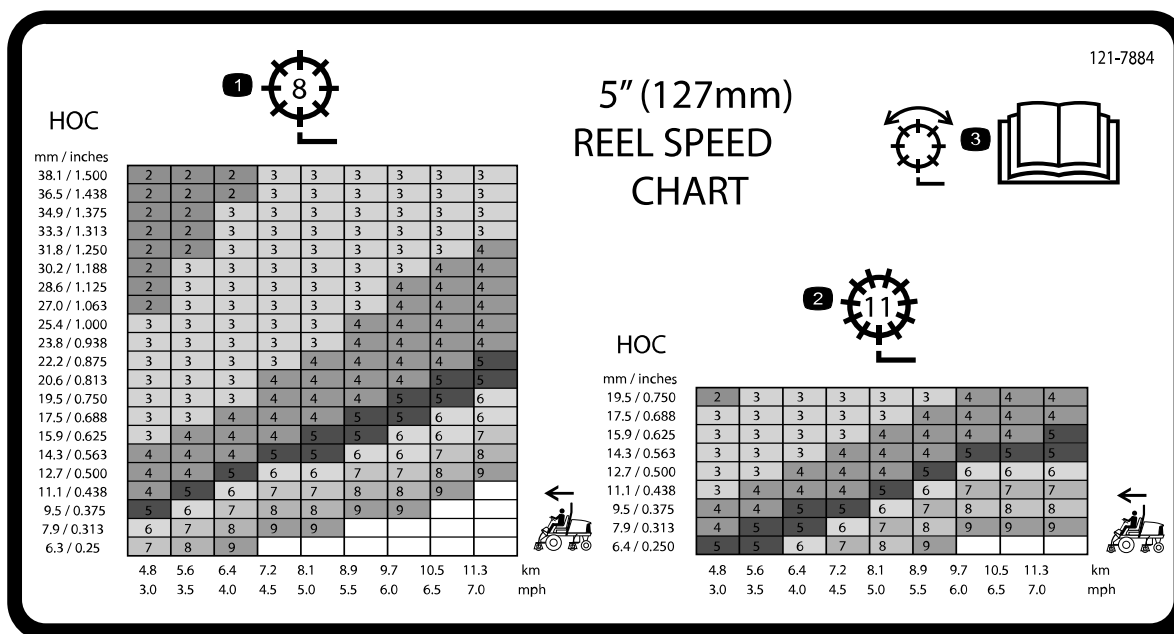 121-7884
5" (127mm)
REEL SPEED
CHART
3
1
8
HOC
mm / inches
38.1 / 1.500 2 2 2 3 3 3 3 3 3
36.5 / 1.438 2 2 2 3 3 3 3 3 3
34.9 / 1.375 2 2 3 3 3 3 3 3 3
33.3 / 1.313 2 2 3 3 3 3 3 3 3
31.8 / 1.250 2 2 3 3 3 3 3 3 4
30.2 / 1.188 2 3 3 3 3 3 3 4 4
28.6 / 1.125 2 3 3 3 3 3 4 4 4
27.0 / 1.063 2 3 3 3 3 3 4 4 4
25.4 / 1.000 3 3 3 3 3 4 4 4 4
23.8 / 0.938 3 3 3 3 3 4 4 4 4
22.2 / 0.875 3 3 3 3 4 4 4 4 5
20.6 / 0.813 3 3 3 4 4 4 4 5 5
19.5 / 0.750 3 3 3 4 4 4 5 5 6
17.5 / 0.688 3 3 4 4 4 5 5 6 6
15.9 / 0.625 3 4 4 4 5 5 6 6 7
14.3 / 0.563 4 4 4 5 5 6 6 7 8
12.7 / 0.500 4 4 5 6 6 7 7 8 9
11.1 / 0.438 4 5 6 7 7 8 8 9
9.5 / 0.375 5 6 7 8 8 9 9
7.9 / 0.313 6 7 8 9 9
6.3 / 0.25 7 8 9
4.8 5.6 6.4 7.2 8.1 8.9 9.7 10.5 11.3 km
3.0 3.5 4.0 4.5 5.0 5.5 6.0 6.5 7.0 mph
2
11
HOC
mm / inches
19.5 / 0.750 2 3 3 3 3 3 4 4 4
17.5 / 0.688 3 3 3 3 3 4 4 4 4
15.9 / 0.625 3 3 3 3 4 4 4 4 5
14.3 / 0.563 3 3 3 4 4 4 5 5 5
12.7 / 0.500 3 3 4 4 4 5 6 6 6
11.1 / 0.438 3 4 4 4 5 6 7 7 7
9.5 / 0.375 4 4 5 5 6 7 8 8 8
7.9 / 0.313 4 5 5 6 7 8 9 9 9
6.4 / 0.250 5 5 6 7 8 9
4.8 5.6 6.4 7.2 8.1 8.9 9.7 10.5 11.3 km
3.0 3.5 4.0 4.5 5.0 5.5 6.0 6.5 7.0 mph